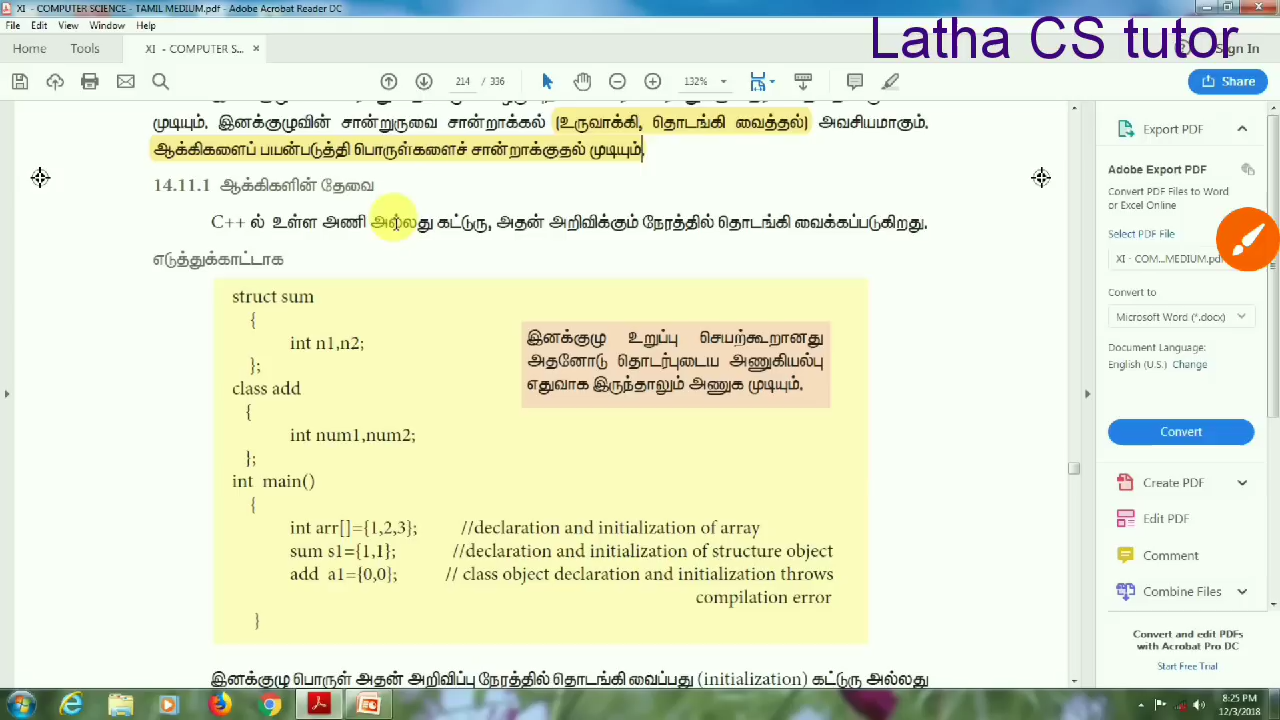 XI - COMPUTER SCIENCE - TAMIL MEDIUM.pdf - Adobe Acrobat Reader DC
File Edit View Window Help
Latha CS tutor
Home Tools XI - COMPUTER S... × Sign In
214 / 336 132% Share
முடியும். இனக்குழுவின் சான்றுருவை சான்றாக்கல் (உருவாக்கி, தொடங்கி வைத்தல்) அவசியமாகும்.
ஆக்கிகளைப் பயன்படுத்தி பொருள்களைச் சான்றாக்குதல் முடியும்.
14.11.1 ஆக்கிகளின் தேவை
C++ ல் உள்ள அணி அல்லது கட்டுரு, அதன் அறிவிக்கும் நேரத்தில் தொடங்கி வைக்கப்படுகிறது.
எடுத்துக்காட்டாக
struct sum
{
int n1,n2;
};
class add
{
int num1,num2;
};
int main()
{
int arr[]={1,2,3}; //declaration and initialization of array
sum s1={1,1}; //declaration and initialization of structure object
add a1={0,0}; // class object declaration and initialization throws
compilation error
}
இனக்குழு உறுப்பு செயற்கூறானது
அதனோடு தொடர்புடைய அணுகியல்பு
எதுவாக இருந்தாலும் அணுக முடியும்.
இனக்குழு பொருள் அதன் அறிவிப்பு நேரத்தில் தொடங்கி வைப்பது (initialization) கட்டுரு அல்லது
Export PDF
Adobe Export PDF
Convert PDF Files to Word
or Excel Online
Select PDF File
XI - COM...MEDIUM.pdf
Convert to
Microsoft Word (*.docx)
Document Language:
English (U.S.) Change
Convert
Create PDF
Edit PDF
Comment
Combine Files
Convert and edit PDFs
with Acrobat Pro DC
Start Free Trial
8:25 PM
12/3/2018